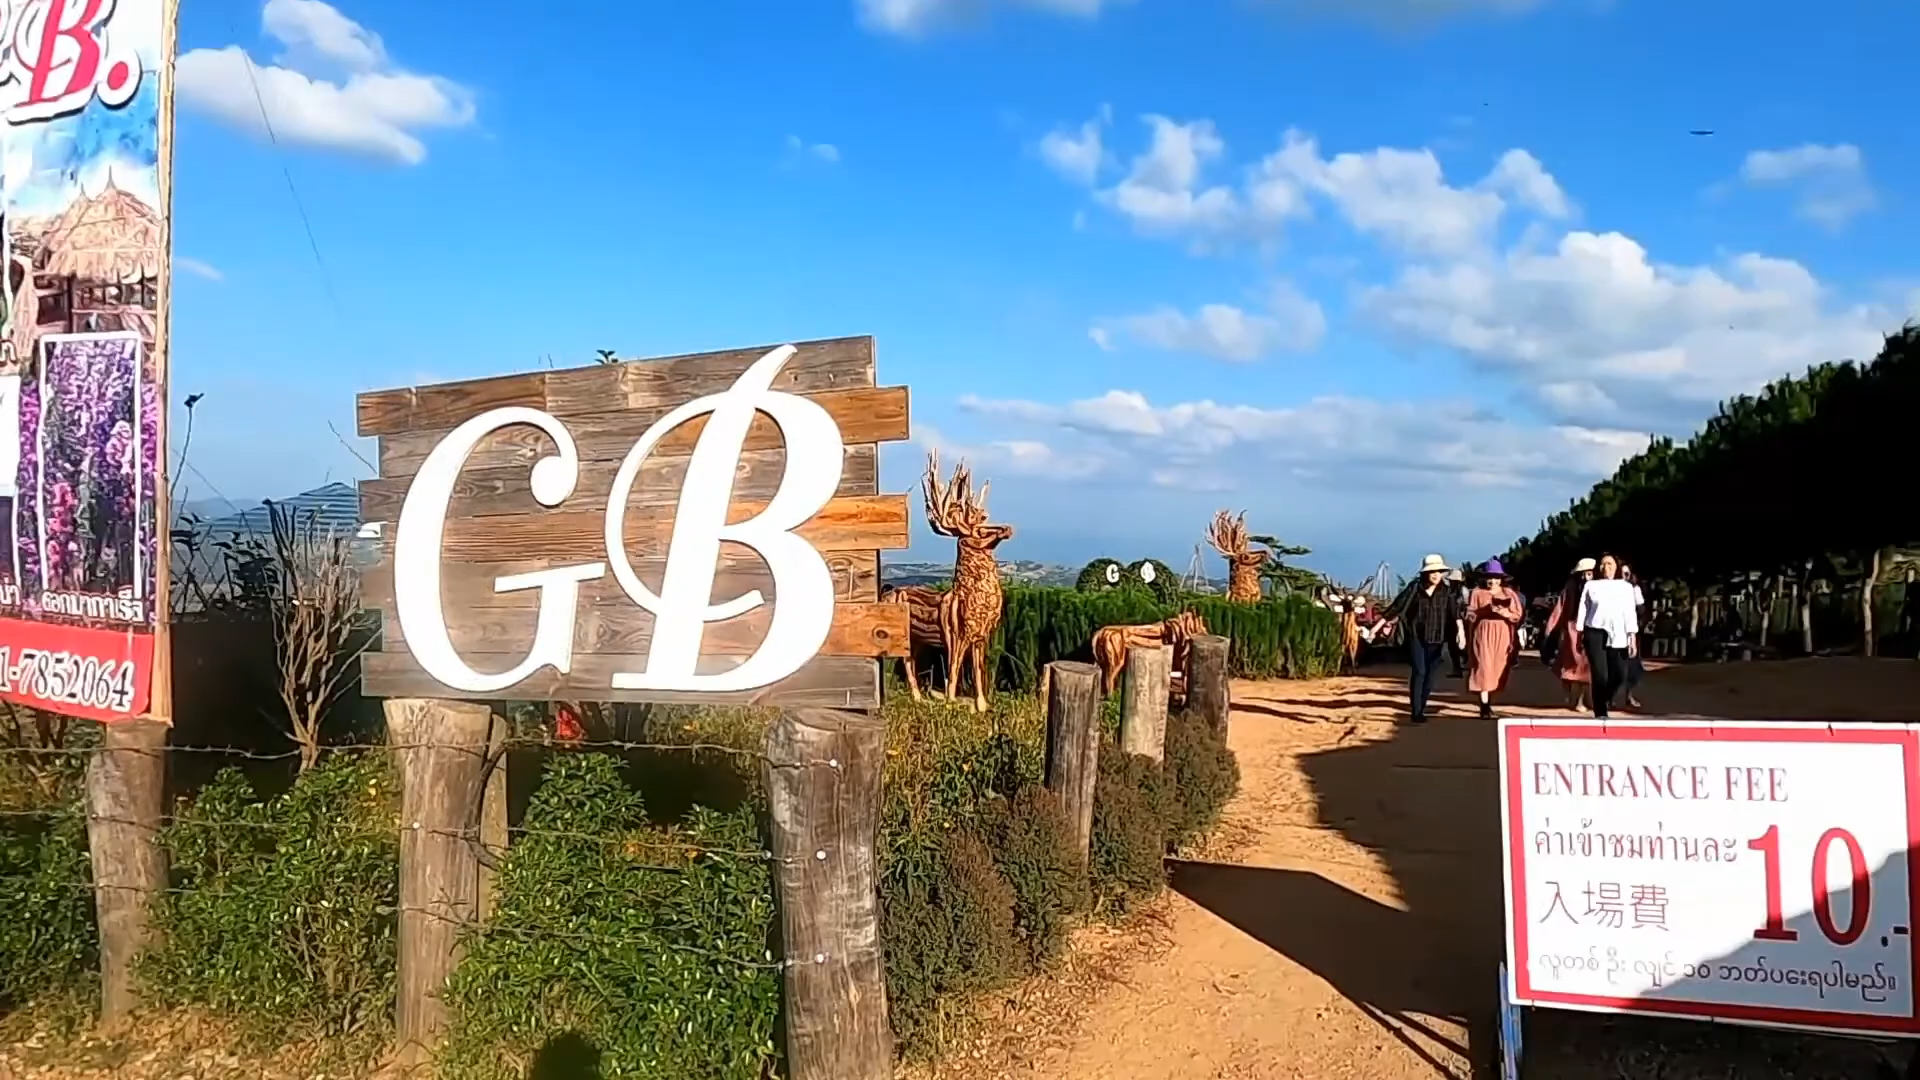 B.
ดอกมากาเร็ต
1-7852064
GB
G B
ENTRANCE FEE
ค่าเข้าชมท่านละ
10.-
入場費
လူတစ်ဦးလျှင် ၁၀ ဘတ်ပေးရပါမည်။